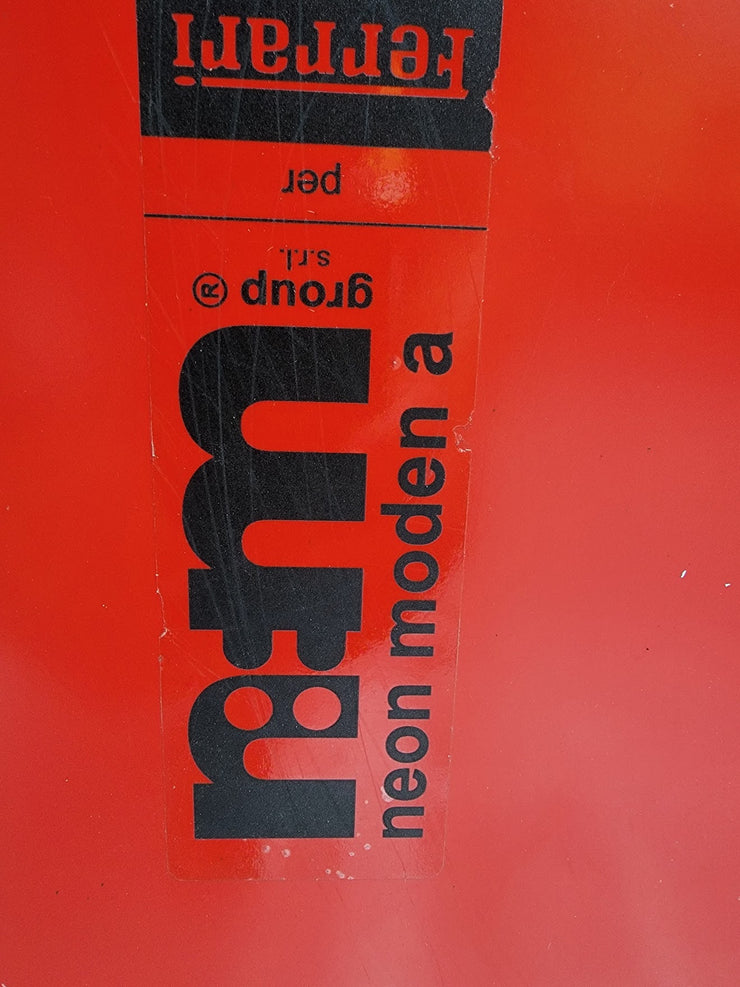 nm
neon moden a
group ®
s.r.l.
per
Ferrari